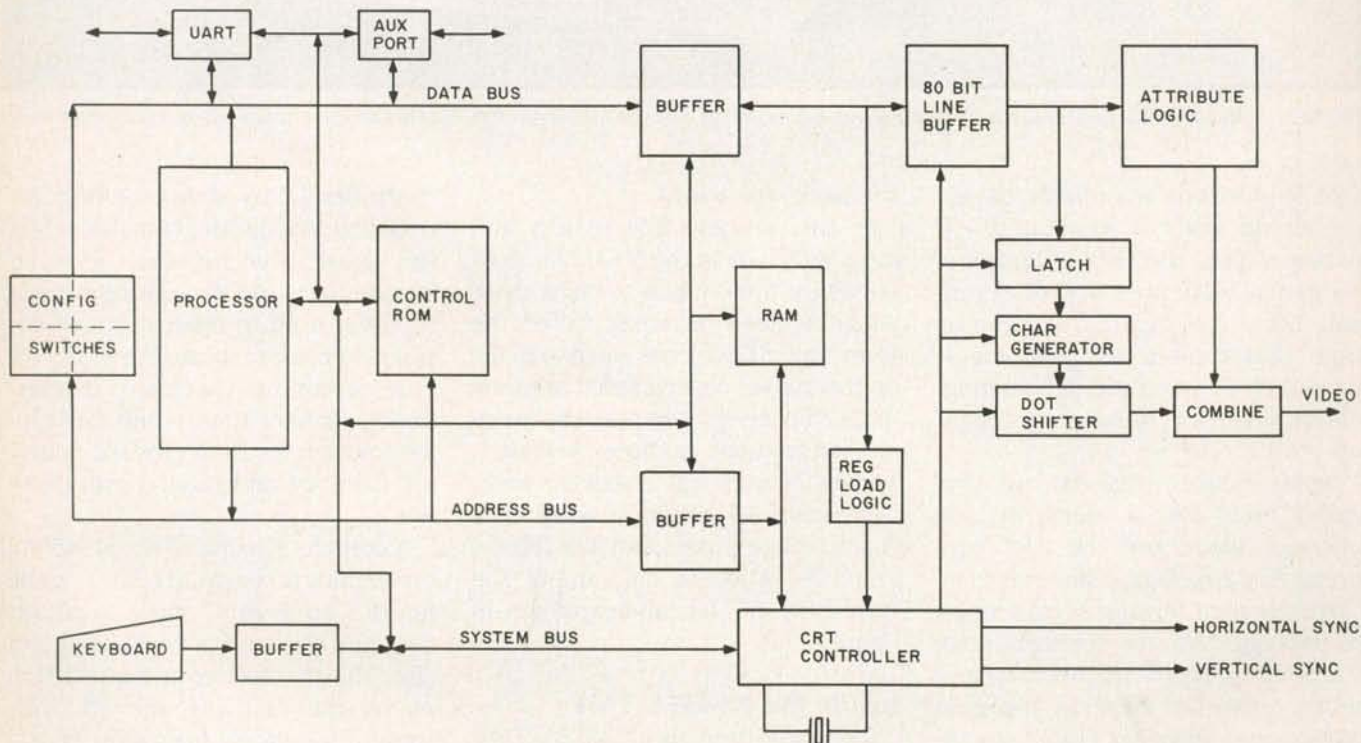 UART
AUX
PORT
DATA BUS
BUFFER
80 BIT
LINE
BUFFER
ATTRIBUTE
LOGIC
CONFIG
SWITCHES
PROCESSOR
CONTROL
ROM
RAM
LATCH
CHAR
GENERATOR
DOT
SHIFTER
COMBINE
VIDEO
REG
LOAD
LOGIC
ADDRESS BUS
BUFFER
KEYBOARD
BUFFER
SYSTEM BUS
CRT
CONTROLLER
HORIZONTAL SYNC
VERTICAL SYNC